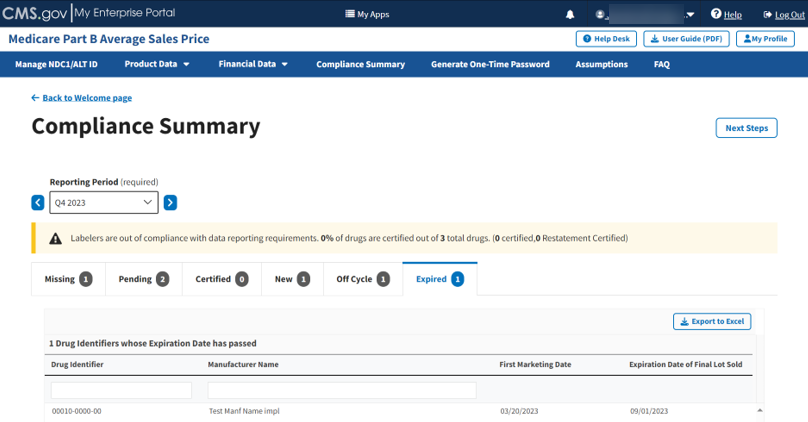 CMS.gov My Enterprise Portal My Apps Help Log Out
Medicare Part B Average Sales Price Help Desk User Guide (PDF) My Profile
Manage NDC1/ALT ID Product Data Financial Data Compliance Summary Generate One-Time Password Assumptions FAQ
Back to Welcome page
Compliance Summary Next Steps
Reporting Period (required)
Q4 2023
Labelers are out of compliance with data reporting requirements. 0% of drugs are certified out of 3 total drugs. (0 certified,0 Restatement Certified)
Missing 1 Pending 2 Certified 0 New 1 Off Cycle 1 Expired 1
Export to Excel
1 Drug Identifiers whose Expiration Date has passed
Drug Identifier Manufacturer Name First Marketing Date Expiration Date of Final Lot Sold
00010-0000-00 Test Manf Name impl 03/20/2023 09/01/2023